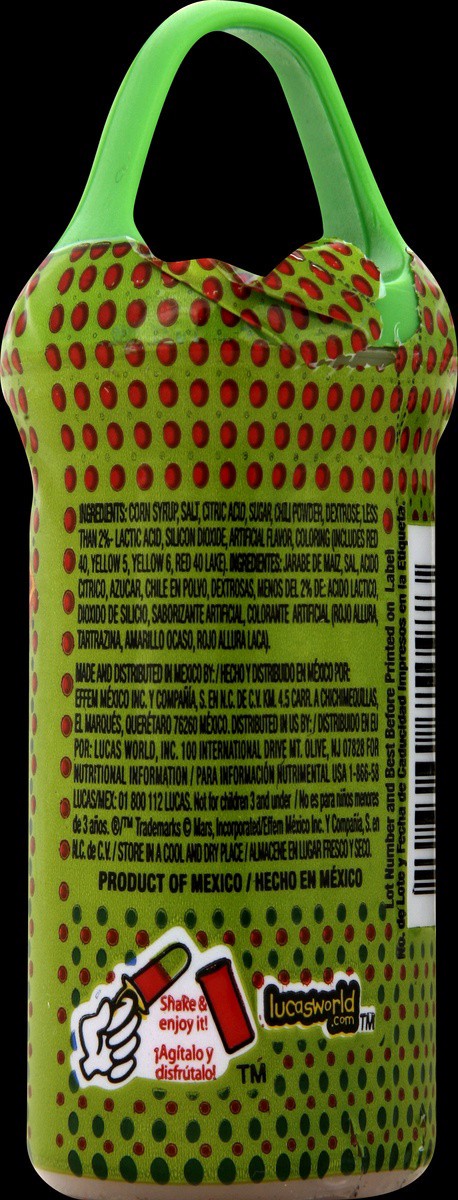 INGREDIENTS: CORN SYRUP, SALT, CITRIC ACID, SUGAR, CHILI POWDER, DEXTROSE, LESS
THAN 2%- LACTIC ACID, SILICON DIOXIDE, ARTIFICIAL FLAVOR, COLORING (INCLUDES RED
40, YELLOW 5, YELLOW 6, RED 40 LAKE). INGREDIENTES: JARABE DE MAIZ, SAL, ACIDO
CITRICO, AZUCAR, CHILE EN POLVO, DEXTROSAS, MENOS DEL 2% DE: ACIDO LACTICO,
DIOXIDO DE SILICIO, SABORIZANTE ARTIFICIAL, COLORANTE ARTIFICAL (ROJO ALLURA,
TARTRAZINA, AMARILLO OCASO, ROJO ALLURA LACA).
MADE AND DISTRIBUTED IN MEXICO BY: / HECHO Y DISTRIBUIDO EN MÉXICO POR:
EFFEM MÉXICO INC. Y COMPAÑÍA, S. EN N.C. DE C.V. KM. 4.5 CARR. A CHICHIMEQUILLAS,
EL MARQUÉS, QUERÉTARO 76260 MÉXICO. DISTRIBUTED IN US BY: / DISTRIBUIDO EN EU
POR: LUCAS WORLD, INC. 100 INTERNATIONAL DRIVE MT. OLIVE, NJ 07828 FOR
NUTRITIONAL INFORMATION / PARA INFORMACIÓN NUTRIMENTAL USA 1-866-58
LUCAS/MEX: 01 800 112 LUCAS. Not for children 3 and under / No es para niños menores
de 3 años. ®/™ Trademarks © Mars, Incorporated/Effem México Inc. Y Compañía, S. en
N.C. de C.V. / STORE IN A COOL AND DRY PLACE / ALMACENE EN LUGAR FRESCO Y SECO.
PRODUCT OF MEXICO / HECHO EN MÉXICO
Lot Number and Best Before Printed on Label
No. de Lote y Fecha de Caducidad Impresos en la Etiqueta.
Shake &
enjoy it!
¡Agítalo y
disfrútalo!
TM
lucasworld
.com TM